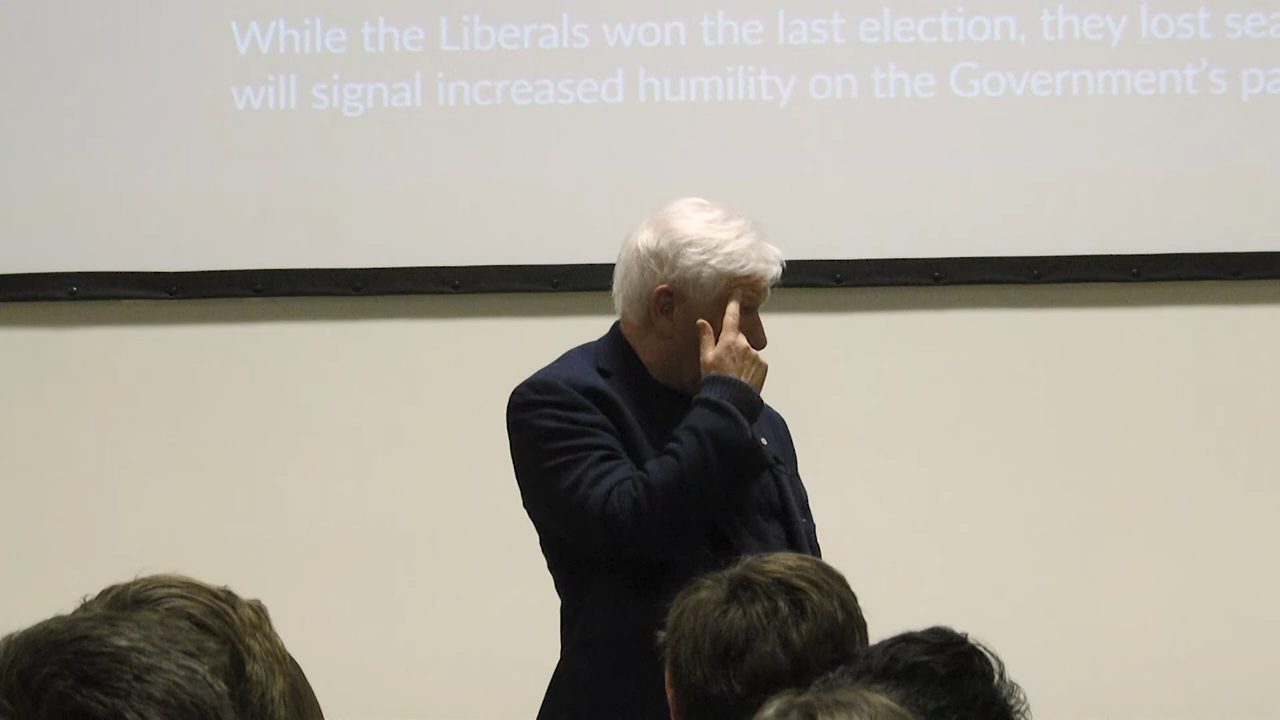 While the Liberals won the last election, they lost
will signal increased humility on the Government's